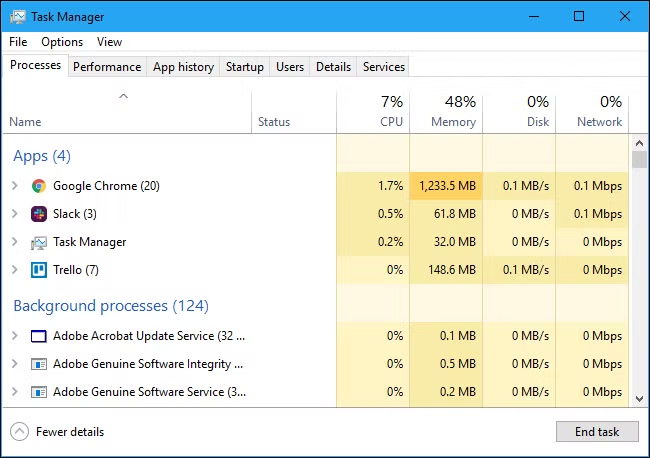 Task Manager
File Options View
Processes Performance App history Startup Users Details Services
7% 48% 0% 0%
Name Status CPU Memory Disk Network
Apps (4)
Google Chrome (20) 1.7% 1,233.5 MB 0.1 MB/s 0.1 Mbps
Slack (3) 0.5% 61.8 MB 0 MB/s 0.1 Mbps
Task Manager 0.2% 32.0 MB 0 MB/s 0 Mbps
Trello (7) 0% 148.6 MB 0.1 MB/s 0 Mbps
Background processes (124)
Adobe Acrobat Update Service (32 ... 0% 0.1 MB 0 MB/s 0 Mbps
Adobe Genuine Software Integrity ... 0% 0.5 MB 0 MB/s 0 Mbps
Adobe Genuine Software Service (3... 0% 0.2 MB 0 MB/s 0 Mbps
Fewer details End task